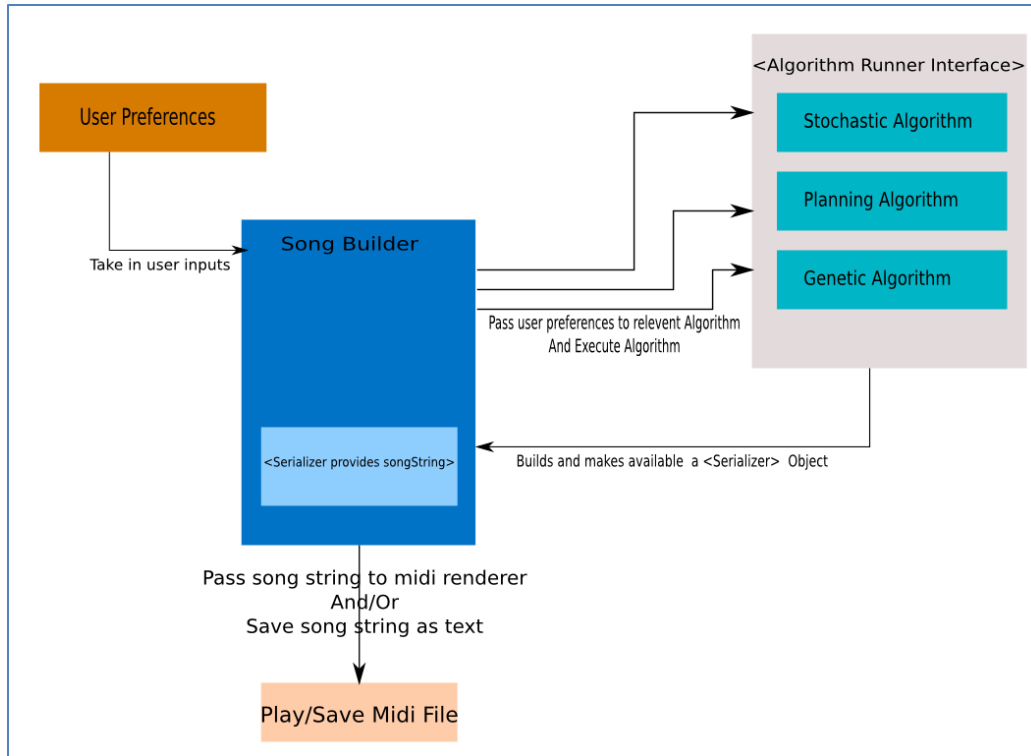 User Preferences
Take in user inputs
Song Builder
<Serializer provides songString>
<Algorithm Runner Interface>
Stochastic Algorithm
Planning Algorithm
Genetic Algorithm
Pass user preferences to relevent Algorithm
And Execute Algorithm
Builds and makes available a <Serializer> Object
Pass song string to midi renderer
And/Or
Save song string as text
Play/Save Midi File